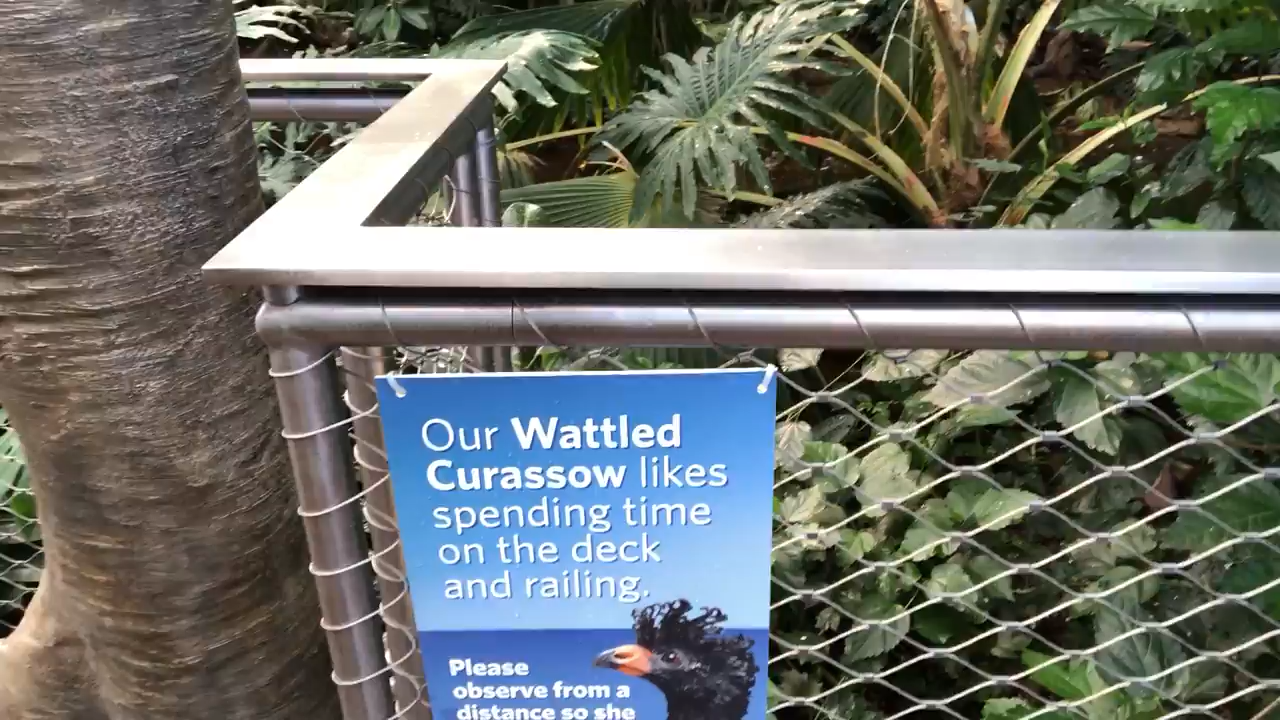 Our Wattled
Curassow likes
spending time
on the deck
and railing.
Please
observe from a
distance so she